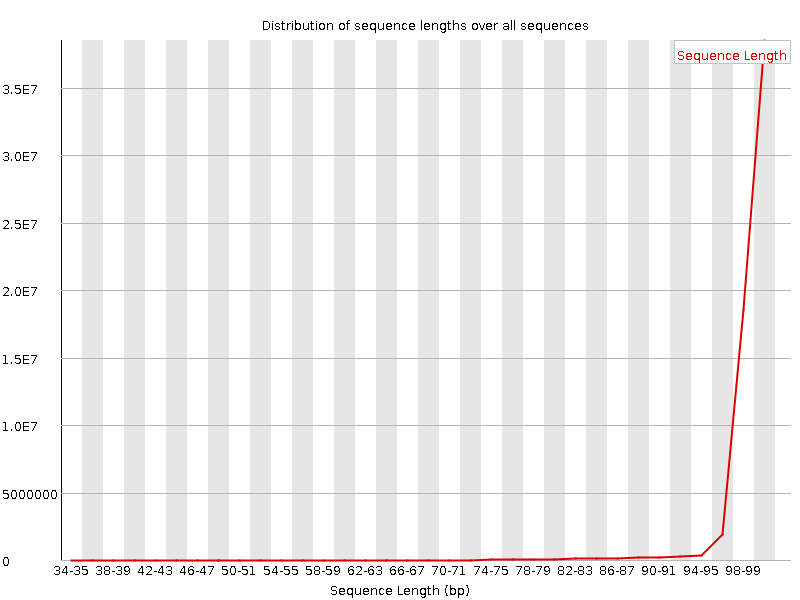 Distribution of sequence lengths over all sequences
Sequence Length
3.5E7
3.0E7
2.5E7
2.0E7
1.5E7
1.0E7
5000000
0
34-35 38-39 42-43 46-47 50-51 54-55 58-59 62-63 66-67 70-71 74-75 78-79 82-83 86-87 90-91 94-95 98-99
Sequence Length (bp)